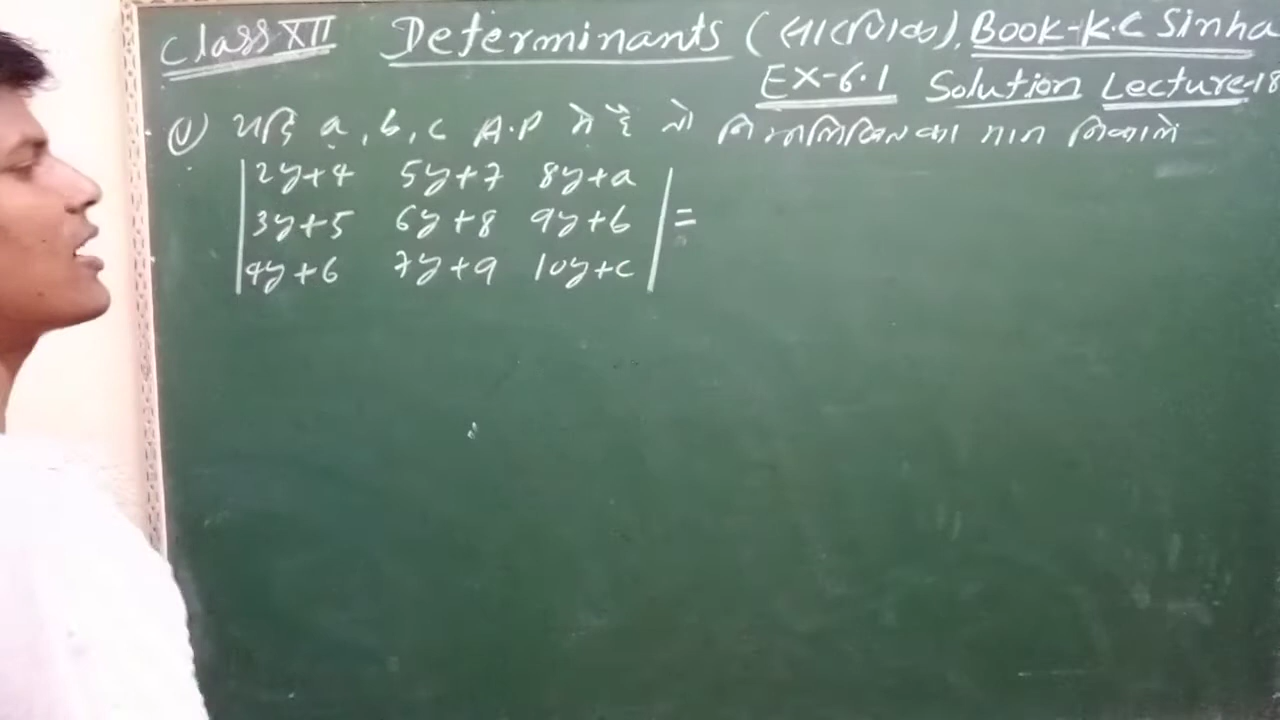 Class XII Determinants (सारणिक), Book-K.C Sinha
EX-6.1 Solution Lecture-18
(v) यदि a, b, c A.P में हैं तो निम्नलिखित का मान निकालें
| 2y+4 5y+7 8y+a |
| 3y+5 6y+8 9y+b | =
| 4y+6 7y+9 10y+c |